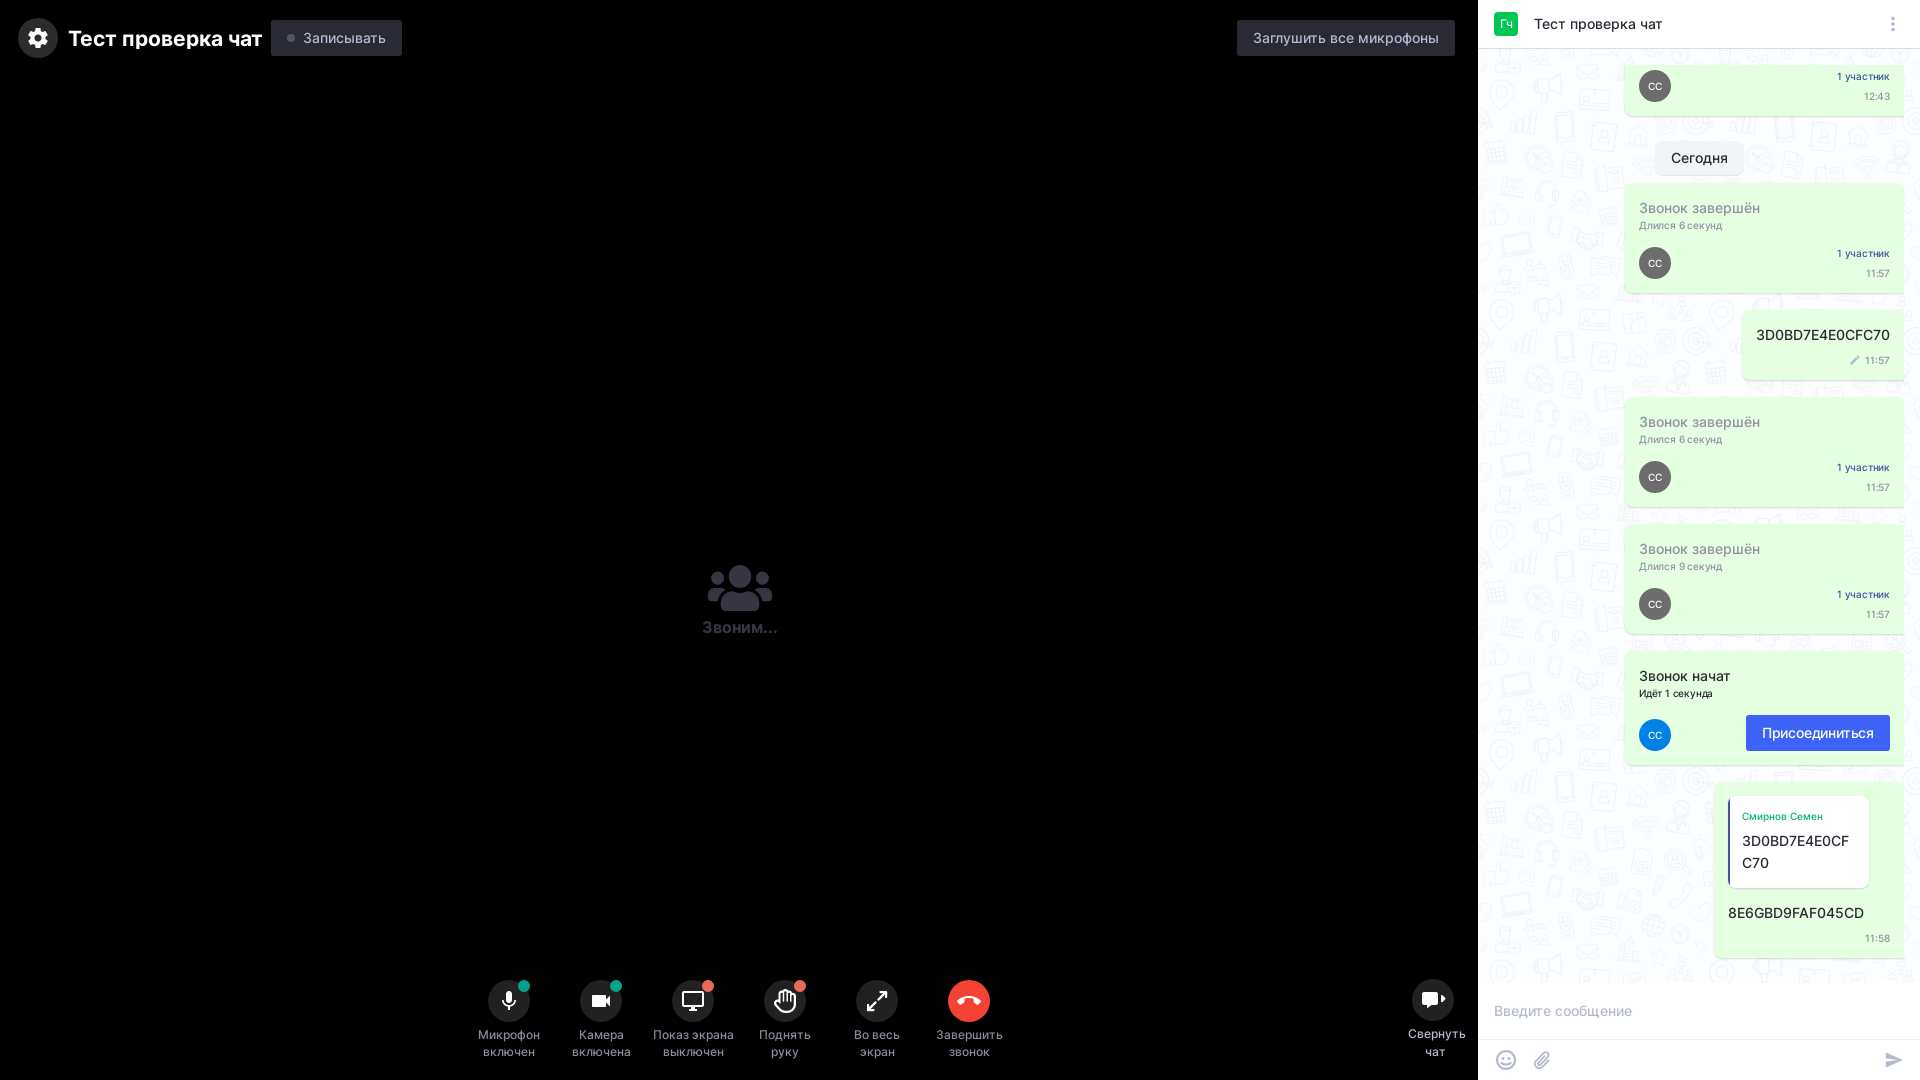 Тест проверка чат
Записывать
Заглушить все микрофоны
Звоним...
Микрофон
включен
Камера
включена
Показ экрана
выключен
Поднять
руку
Во весь
экран
Завершить
звонок
Свернуть
чат
Гч
Тест проверка чат
СС
1 участник
12:43
Сегодня
Звонок завершён
Длился 6 секунд
СС
1 участник
11:57
3D0BD7E4E0CFC70
11:57
Звонок завершён
Длился 6 секунд
СС
1 участник
11:57
Звонок завершён
Длился 9 секунд
СС
1 участник
11:57
Звонок начат
Идёт 1 секунда
СС
Присоединиться
Смирнов Семен
3D0BD7E4E0CF
C70
8E6GBD9FAF045CD
11:58
Введите сообщение